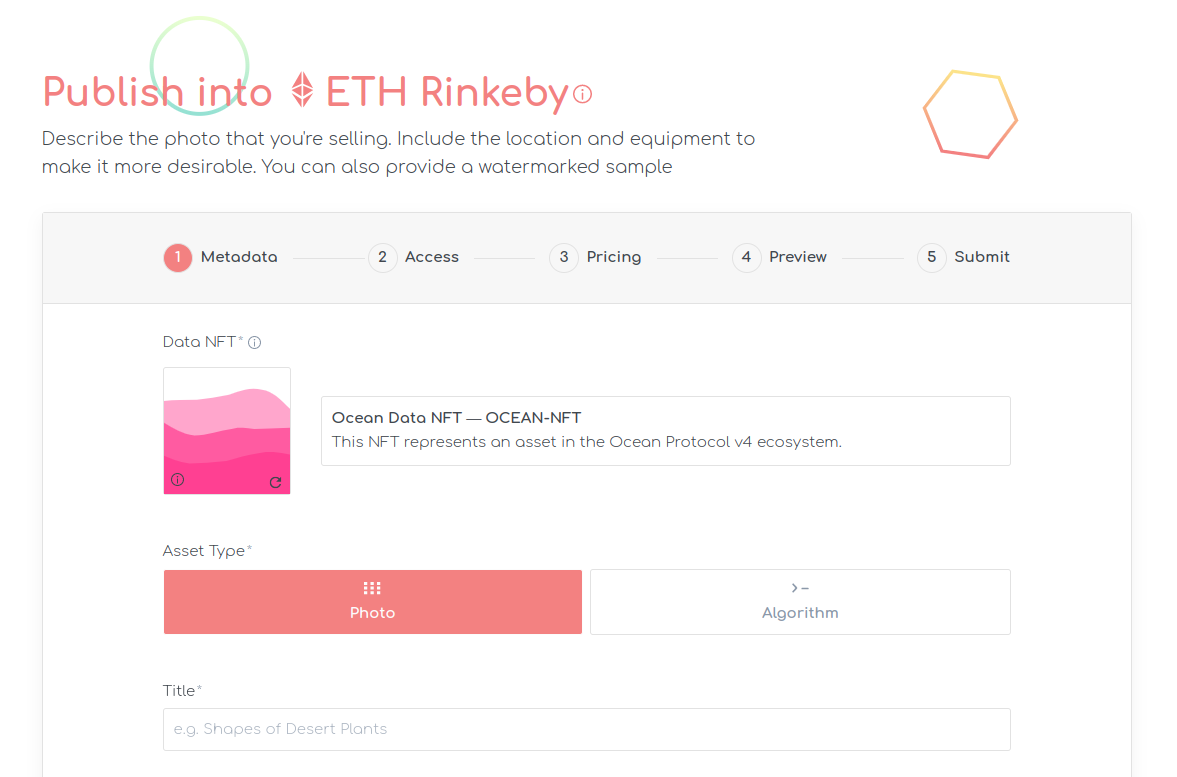 Publish into ETH Rinkeby
Describe the photo that you're selling. Include the location and equipment to
make it more desirable. You can also provide a watermarked sample
1 Metadata 2 Access 3 Pricing 4 Preview 5 Submit
Data NFT*
Ocean Data NFT — OCEAN-NFT
This NFT represents an asset in the Ocean Protocol v4 ecosystem.
Asset Type*
Photo
Algorithm
Title*
e.g. Shapes of Desert Plants